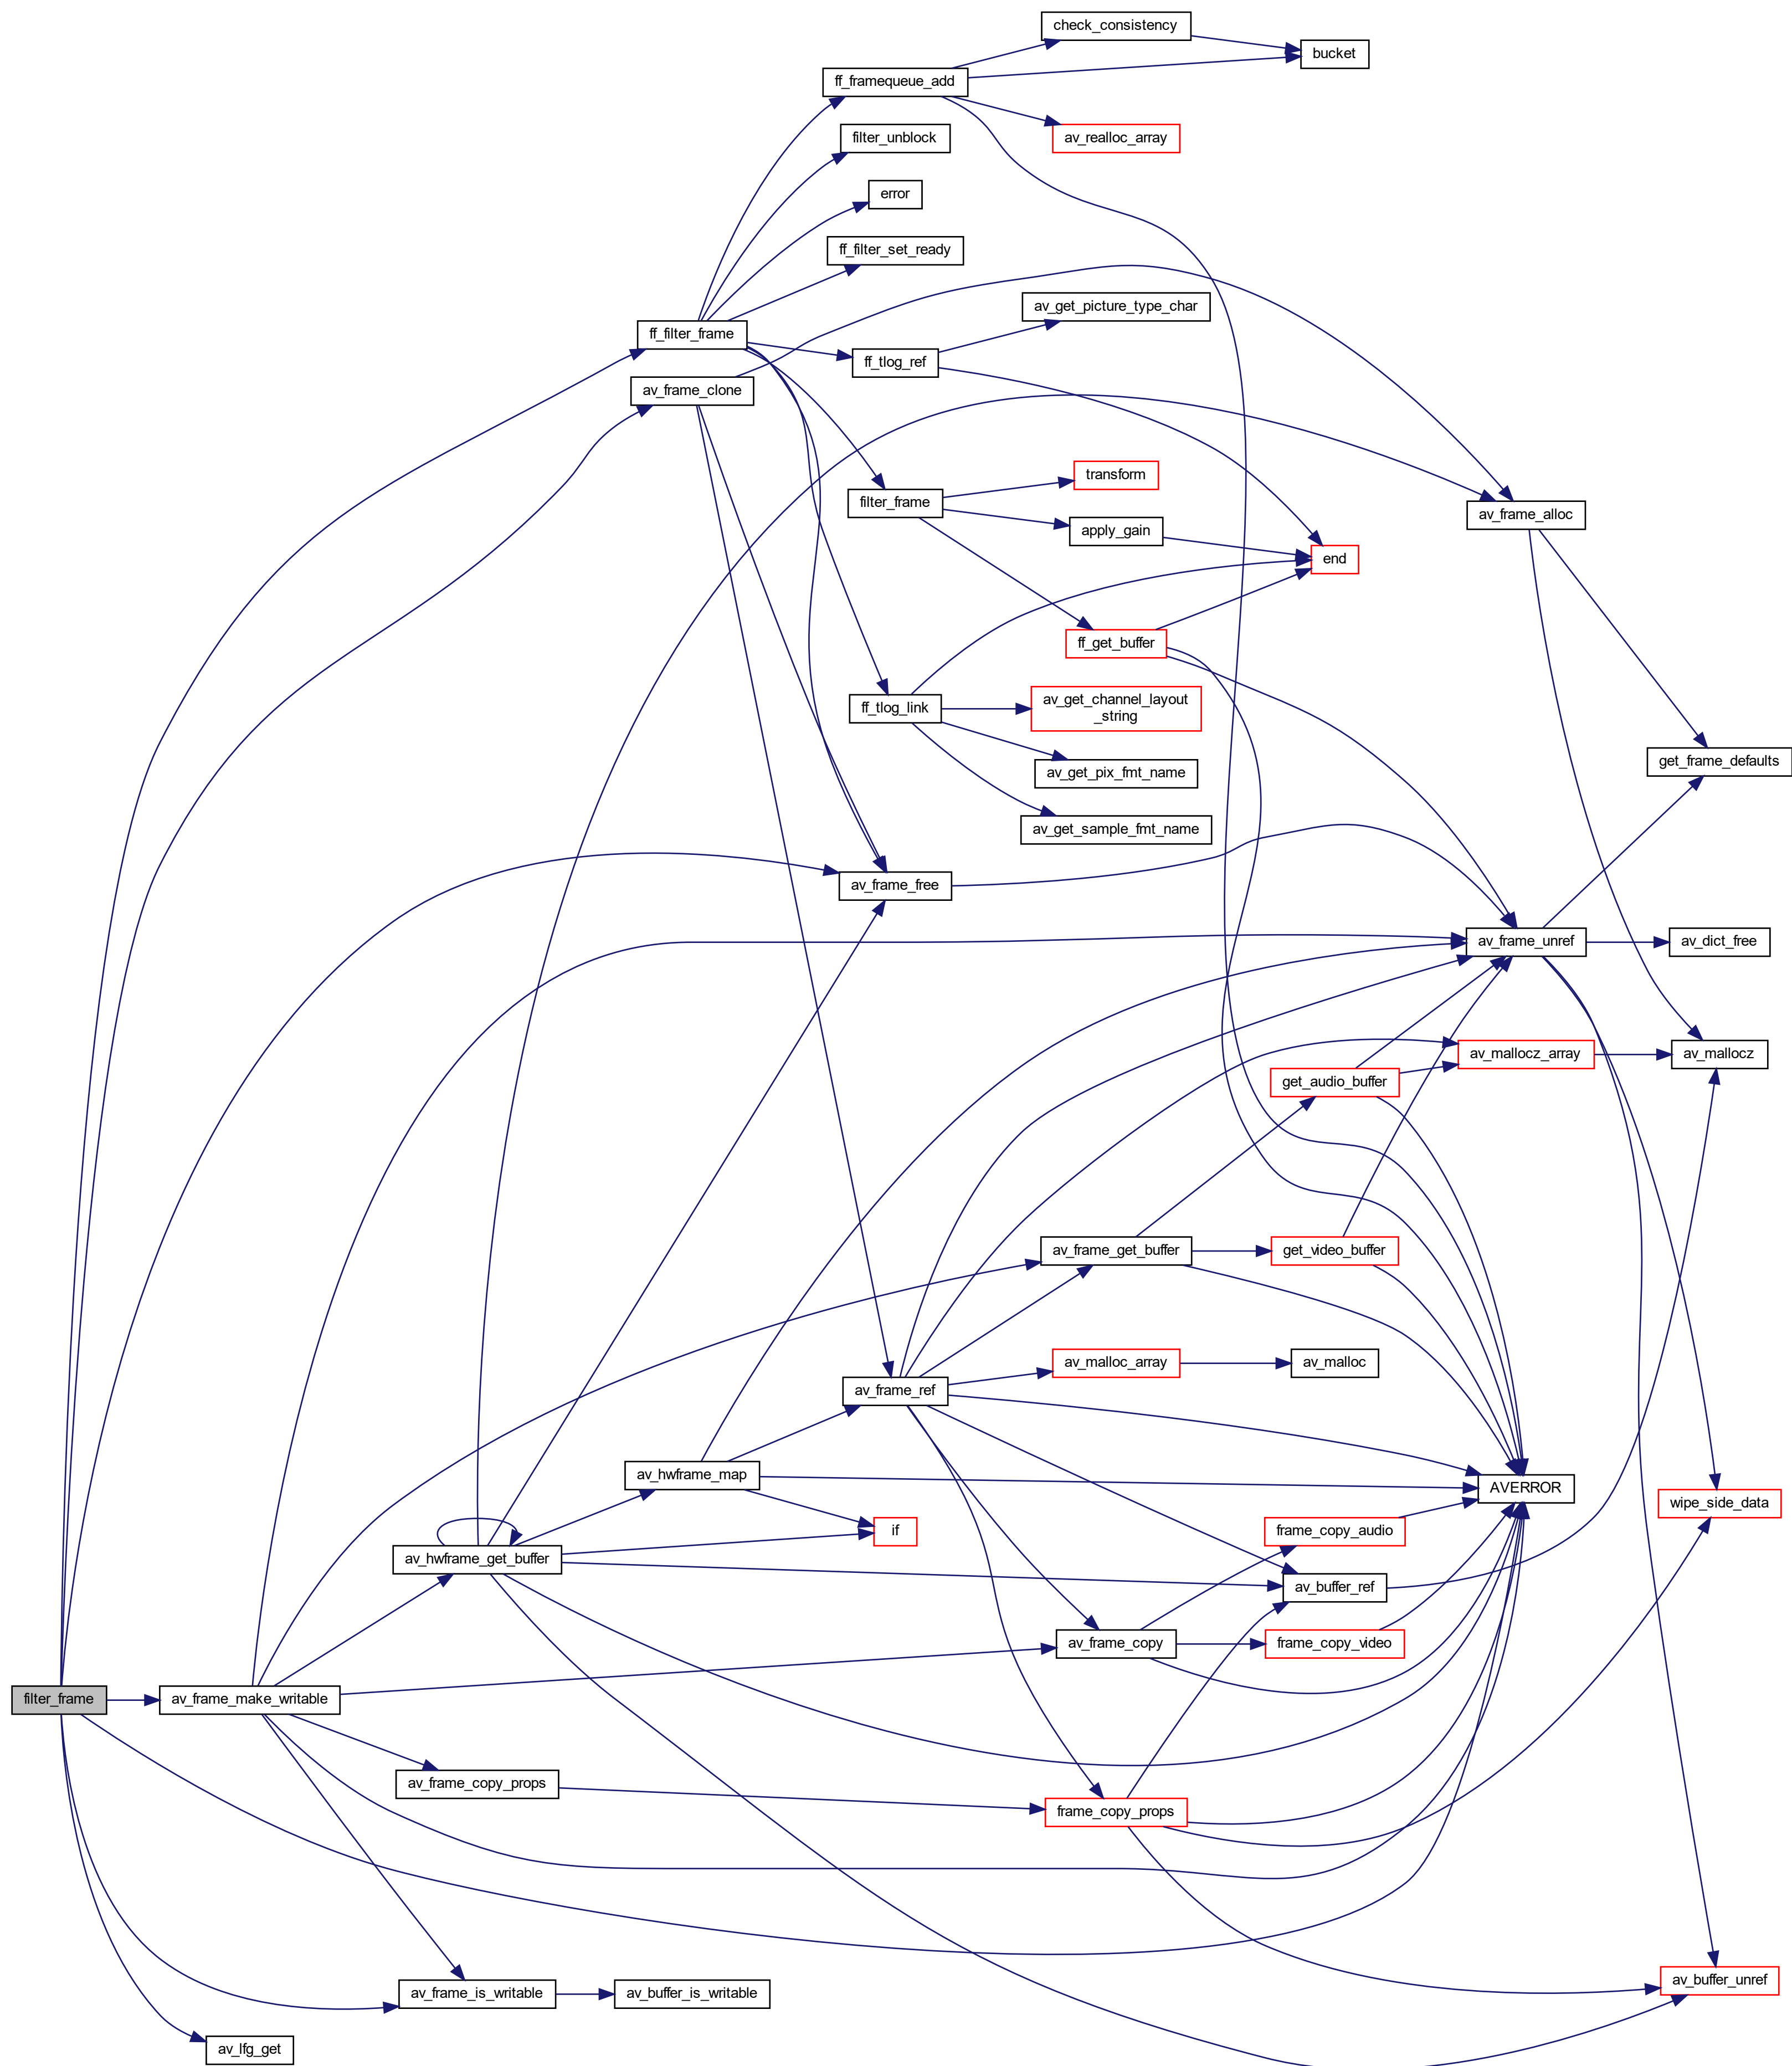 check_consistency
bucket
ff_framequeue_add
filter_unblock
av_realloc_array
error
ff_filter_set_ready
av_get_picture_type_char
ff_filter_frame
ff_tlog_ref
av_frame_clone
transform
filter_frame
av_frame_alloc
apply_gain
end
ff_get_buffer
av_get_channel_layout
_string
ff_tlog_link
get_frame_defaults
av_get_pix_fmt_name
av_get_sample_fmt_name
av_frame_free
av_frame_unref
av_dict_free
av_mallocz_array
av_mallocz
get_audio_buffer
av_frame_get_buffer
get_video_buffer
av_malloc_array
av_malloc
av_frame_ref
av_hwframe_map
AVERROR
wipe_side_data
if
frame_copy_audio
av_hwframe_get_buffer
av_buffer_ref
av_frame_copy
frame_copy_video
filter_frame
av_frame_make_writable
av_frame_copy_props
frame_copy_props
av_buffer_unref
av_frame_is_writable
av_buffer_is_writable
av_lfg_get